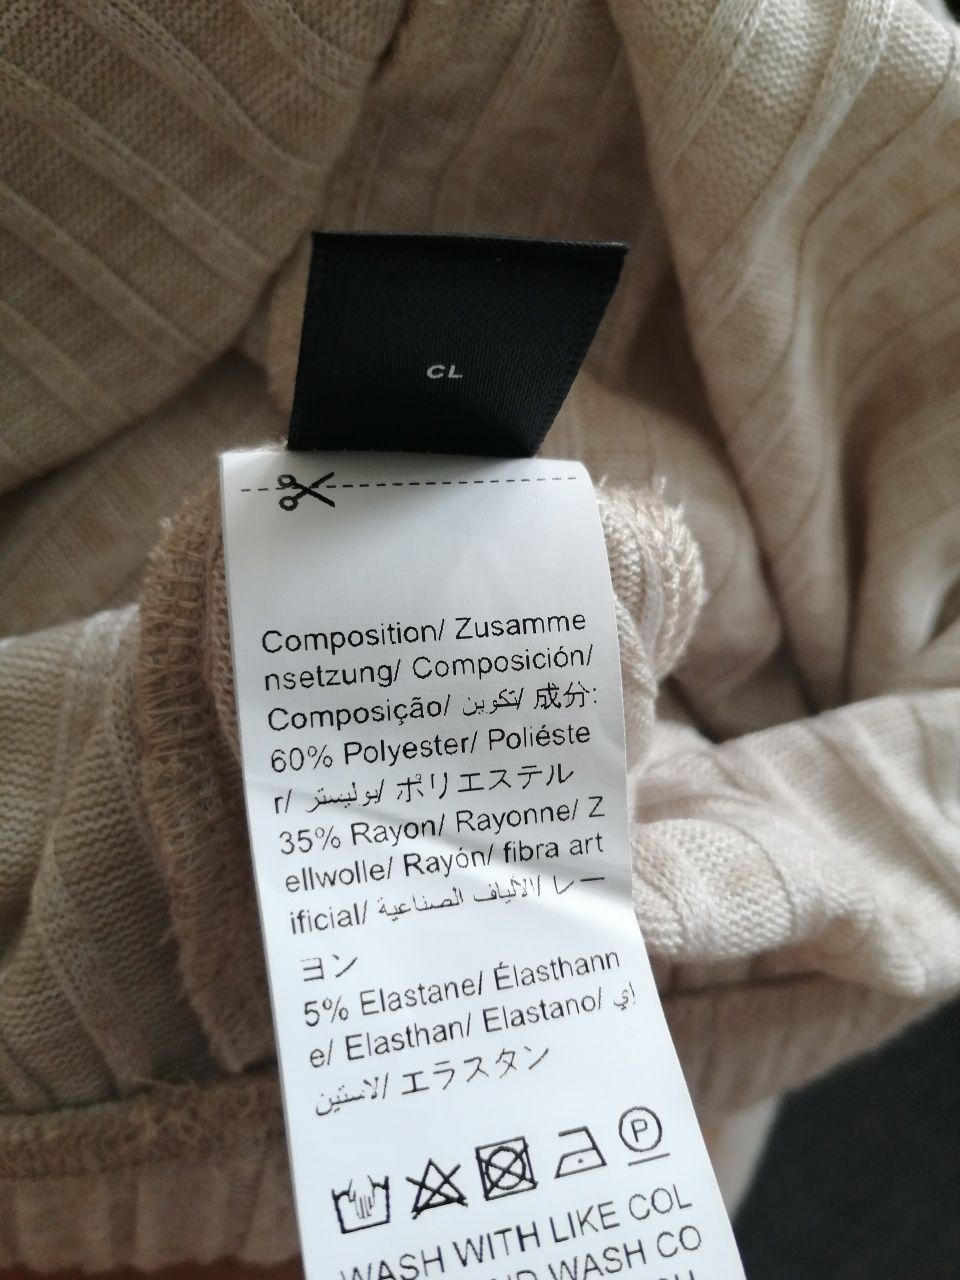 CL
Composition/ Zusamme
nsetzung/ Composición/
Composição/ تكوين/ 成分:
60% Polyester/ Poliéste
r/ بوليستر/ ポリエステル
35% Rayon/ Rayonne/ Z
ellwolle/ Rayón/ fibra art
ificial/ الألياف الصناعية/ レー
ヨン
5% Elastane/ Élasthann
e/ Elasthan/ Elastano/ إي
لاستين/ エラスタン
P
WASH WITH LIKE COL
WASH CO